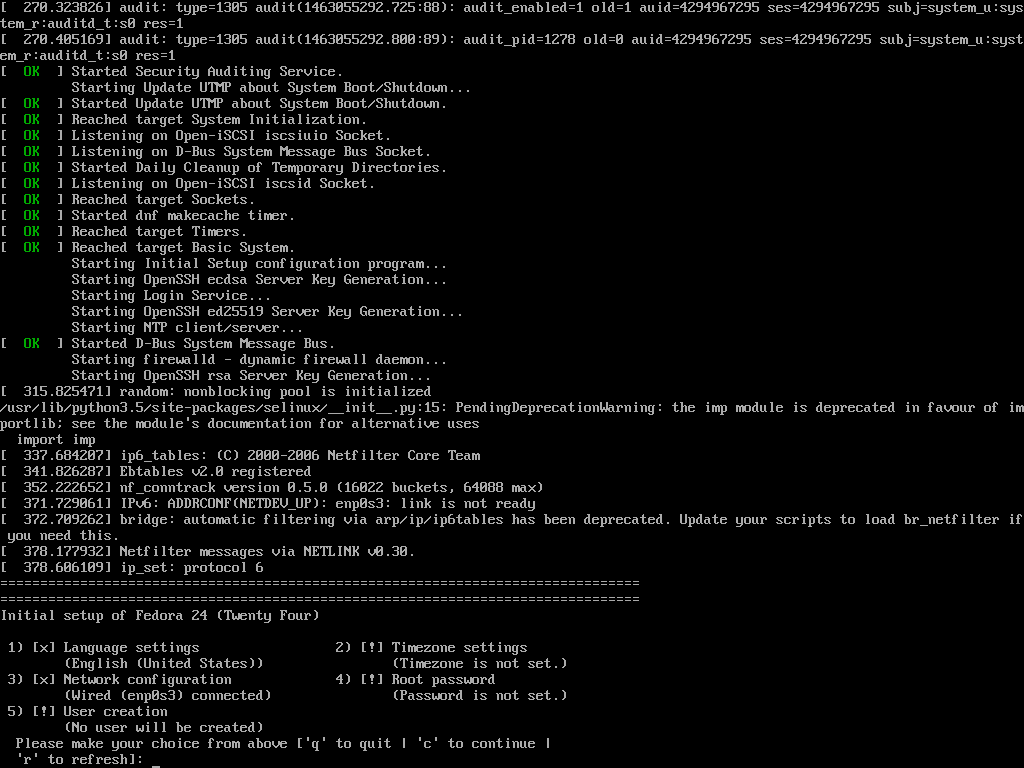 [  270.323826] audit: type=1305 audit(1463055292.725:88): audit_enabled=1 old=1 auid=4294967295 ses=4294967295 subj=system_u:sys
tem_r:auditd_t:s0 res=1
[  270.405169] audit: type=1305 audit(1463055292.800:89): audit_pid=1278 old=0 auid=4294967295 ses=4294967295 subj=system_u:syst
em_r:auditd_t:s0 res=1
[  OK  ] Started Security Auditing Service.
         Starting Update UTMP about System Boot/Shutdown...
[  OK  ] Started Update UTMP about System Boot/Shutdown.
[  OK  ] Reached target System Initialization.
[  OK  ] Listening on Open-iSCSI iscsiuio Socket.
[  OK  ] Listening on D-Bus System Message Bus Socket.
[  OK  ] Started Daily Cleanup of Temporary Directories.
[  OK  ] Listening on Open-iSCSI iscsid Socket.
[  OK  ] Reached target Sockets.
[  OK  ] Started dnf makecache timer.
[  OK  ] Reached target Timers.
[  OK  ] Reached target Basic System.
         Starting Initial Setup configuration program...
         Starting OpenSSH ecdsa Server Key Generation...
         Starting Login Service...
         Starting OpenSSH ed25519 Server Key Generation...
         Starting NTP client/server...
[  OK  ] Started D-Bus System Message Bus.
         Starting firewalld - dynamic firewall daemon...
         Starting OpenSSH rsa Server Key Generation...
[  315.825471] random: nonblocking pool is initialized
/usr/lib/python3.5/site-packages/selinux/__init__.py:15: PendingDeprecationWarning: the imp module is deprecated in favour of im
portlib; see the module's documentation for alternative uses
  import imp
[  337.684207] ip6_tables: (C) 2000-2006 Netfilter Core Team
[  341.826287] Ebtables v2.0 registered
[  352.222652] nf_conntrack version 0.5.0 (16022 buckets, 64088 max)
[  371.729061] IPv6: ADDRCONF(NETDEV_UP): enp0s3: link is not ready
[  372.709262] bridge: automatic filtering via arp/ip/ip6tables has been deprecated. Update your scripts to load br_netfilter if
 you need this.
[  378.177932] Netfilter messages via NETLINK v0.30.
[  378.606109] ip_set: protocol 6
================================================================================
================================================================================
Initial setup of Fedora 24 (Twenty Four)

 1) [x] Language settings                 2) [!] Timezone settings
        (English (United States))                (Timezone is not set.)
 3) [x] Network configuration             4) [!] Root password
        (Wired (enp0s3) connected)               (Password is not set.)
 5) [!] User creation
        (No user will be created)
  Please make your choice from above ['q' to quit | 'c' to continue |
  'r' to refresh]: _